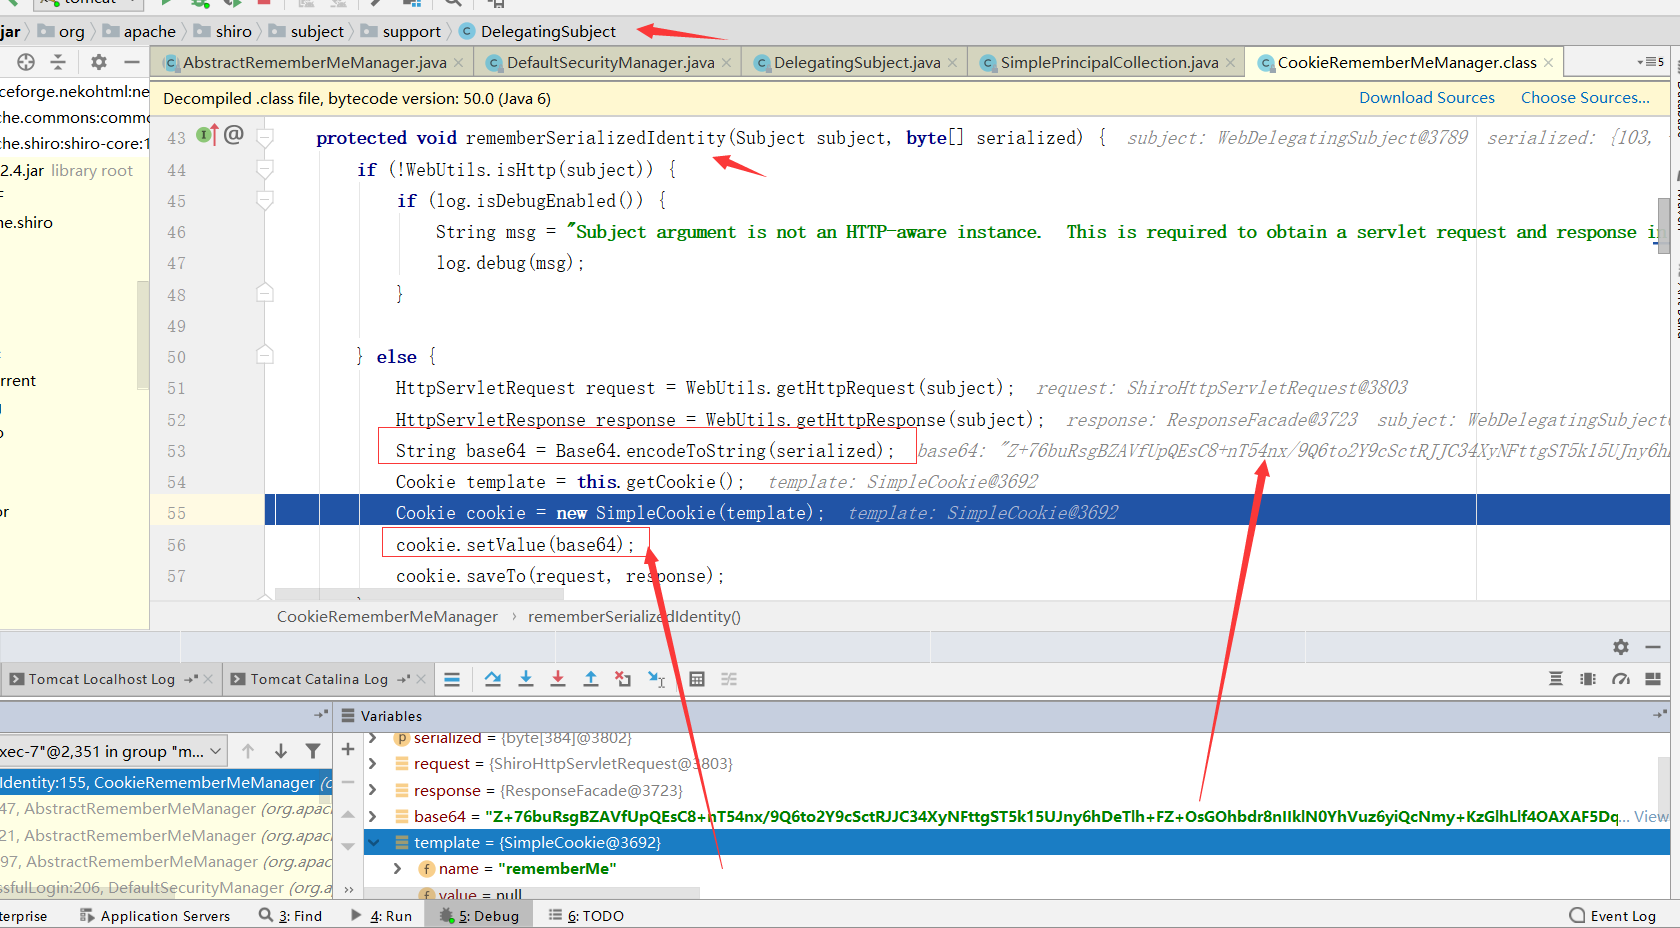 tomcat
jar org apache shiro subject support DelegatingSubject
AbstractRememberMeManager.java DefaultSecurityManager.java DelegatingSubject.java SimplePrincipalCollection.java CookieRememberMeManager.class 5
Decompiled .class file, bytecode version: 50.0 (Java 6) Download Sources Choose Sources...
ceforge.nekohtml:ne
che.commons:commo
che.shiro:shiro-core:1
2.4.jar library root
he.shiro
rrent
or
43 protected void rememberSerializedIdentity(Subject subject, byte[] serialized) { subject: WebDelegatingSubject@3789 serialized: {103,
44 if (!WebUtils.isHttp(subject)) {
45 if (log.isDebugEnabled()) {
46 String msg = "Subject argument is not an HTTP-aware instance.  This is required to obtain a servlet request and response in
47 log.debug(msg);
48 }
49
50 } else {
51 HttpServletRequest request = WebUtils.getHttpRequest(subject); request: ShiroHttpServletRequest@3803
52 HttpServletResponse response = WebUtils.getHttpResponse(subject); response: ResponseFacade@3723 subject: WebDelegatingSubject@
53 String base64 = Base64.encodeToString(serialized); base64: "Z+76buRsgBZAVfUpQEsC8+nT54nx/9Q6to2Y9cSctRJJC34XyNFttgST5k15UJny6h
54 Cookie template = this.getCookie(); template: SimpleCookie@3692
55 Cookie cookie = new SimpleCookie(template); template: SimpleCookie@3692
56 cookie.setValue(base64);
57 cookie.saveTo(request, response);
CookieRememberMeManager › rememberSerializedIdentity()
Tomcat Localhost Log Tomcat Catalina Log
Variables
xec-7"@2,351 in group "m...
Identity:155, CookieRememberMeManager (o
47, AbstractRememberMeManager (org.apac
21, AbstractRememberMeManager (org.apac
97, AbstractRememberMeManager (org.apac
ssfulLogin:206, DefaultSecurityManager (org.a
serialized = {byte[384]@3802}
request = {ShiroHttpServletRequest@3803}
response = {ResponseFacade@3723}
base64 = "Z+76buRsgBZAVfUpQEsC8+nT54nx/9Q6to2Y9cSctRJJC34XyNFttgST5k15UJny6hDeTlh+FZ+OsGOhbdr8nIIklN0YhVuz6yiQcNmy+KzGlhLlf4OAXAF5Dq... View
template = {SimpleCookie@3692}
name = "rememberMe"
value = null
terprise Application Servers 3: Find 4: Run 5: Debug 6: TODO Event Log